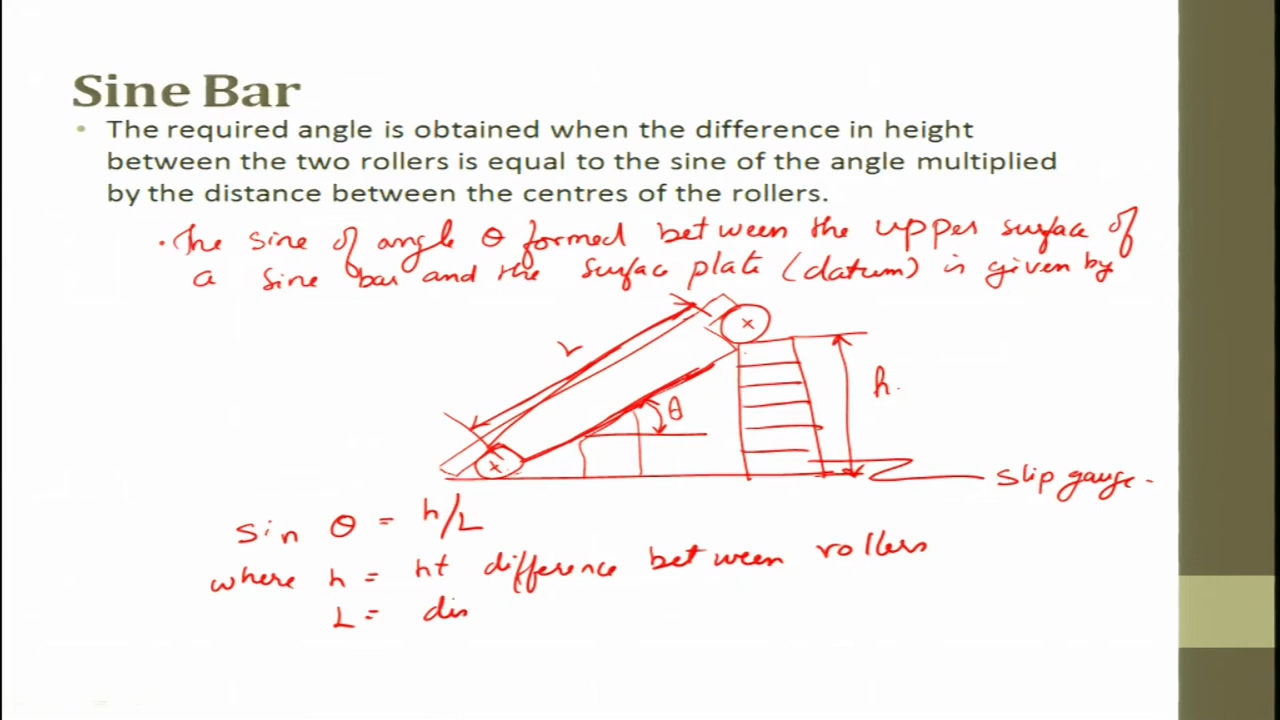 Sine Bar
• The required angle is obtained when the difference in height
between the two rollers is equal to the sine of the angle multiplied
by the distance between the centres of the rollers.
• The sine of angle θ formed between the upper surface of
a sine bar and the surface plate (datum) is given by
L
θ
h.
slip gauge.
sin θ = h/L
where h = ht difference between rollers
L = dis